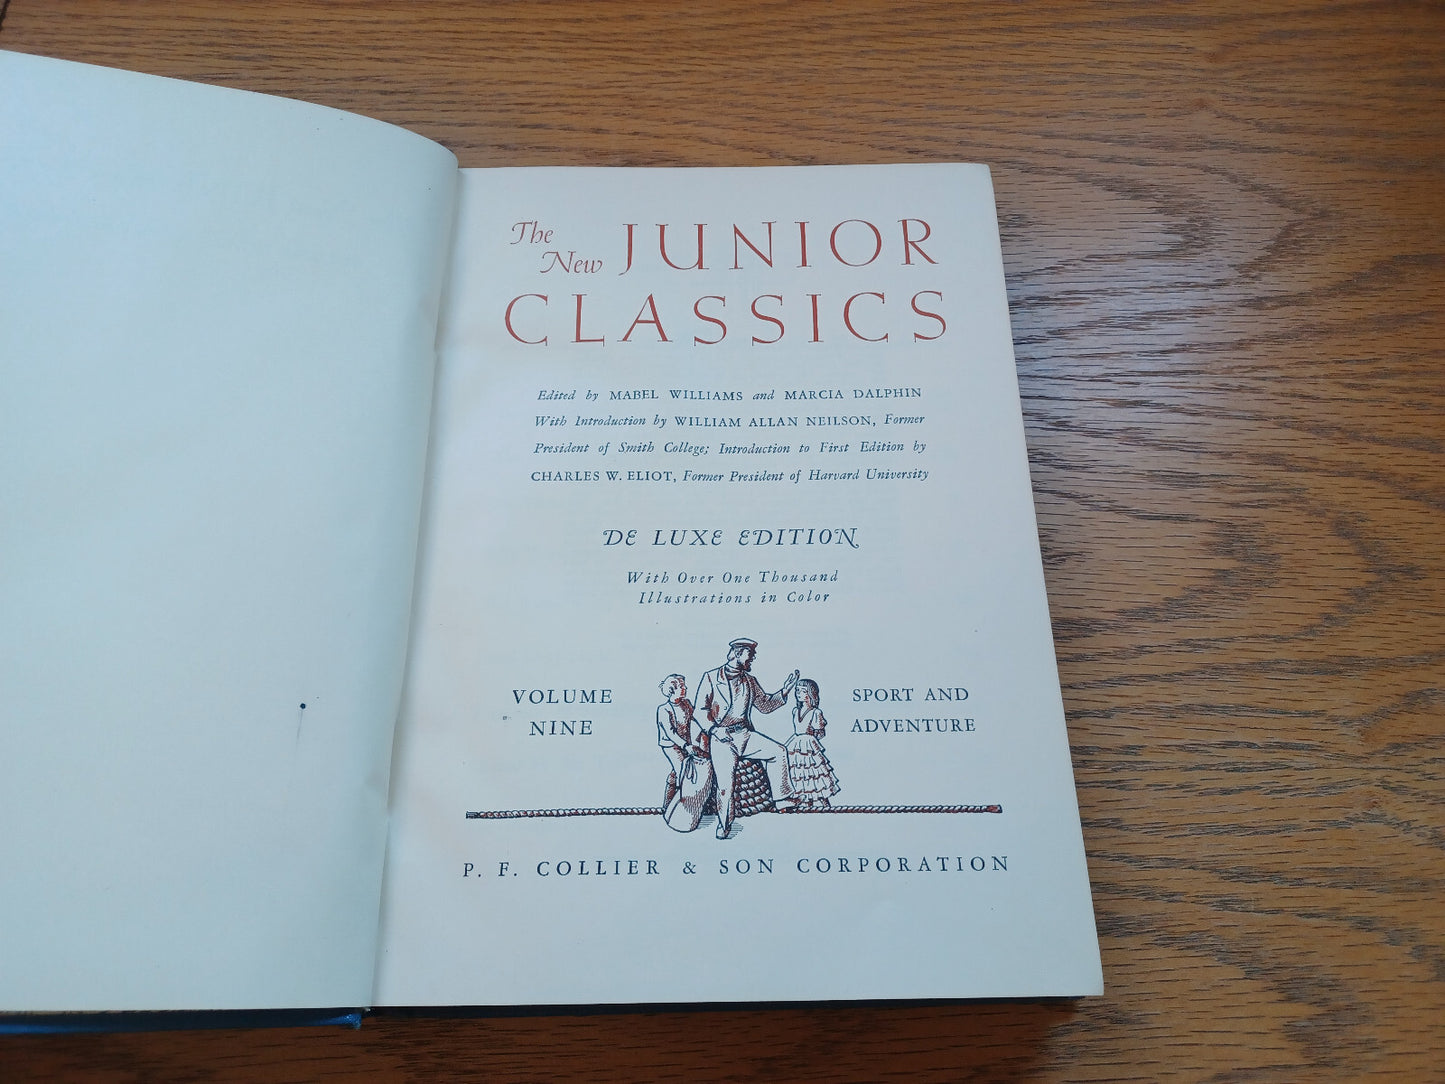 The New JUNIOR
CLASSICS
Edited by MABEL WILLIAMS and MARCIA DALPHIN
With Introduction by WILLIAM ALLAN NEILSON, Former
President of Smith College; Introduction to First Edition by
CHARLES W. ELIOT, Former President of Harvard University
DE LUXE EDITION
With Over One Thousand
Illustrations in Color
VOLUME
NINE
SPORT AND
ADVENTURE
P. F. COLLIER & SON CORPORATION